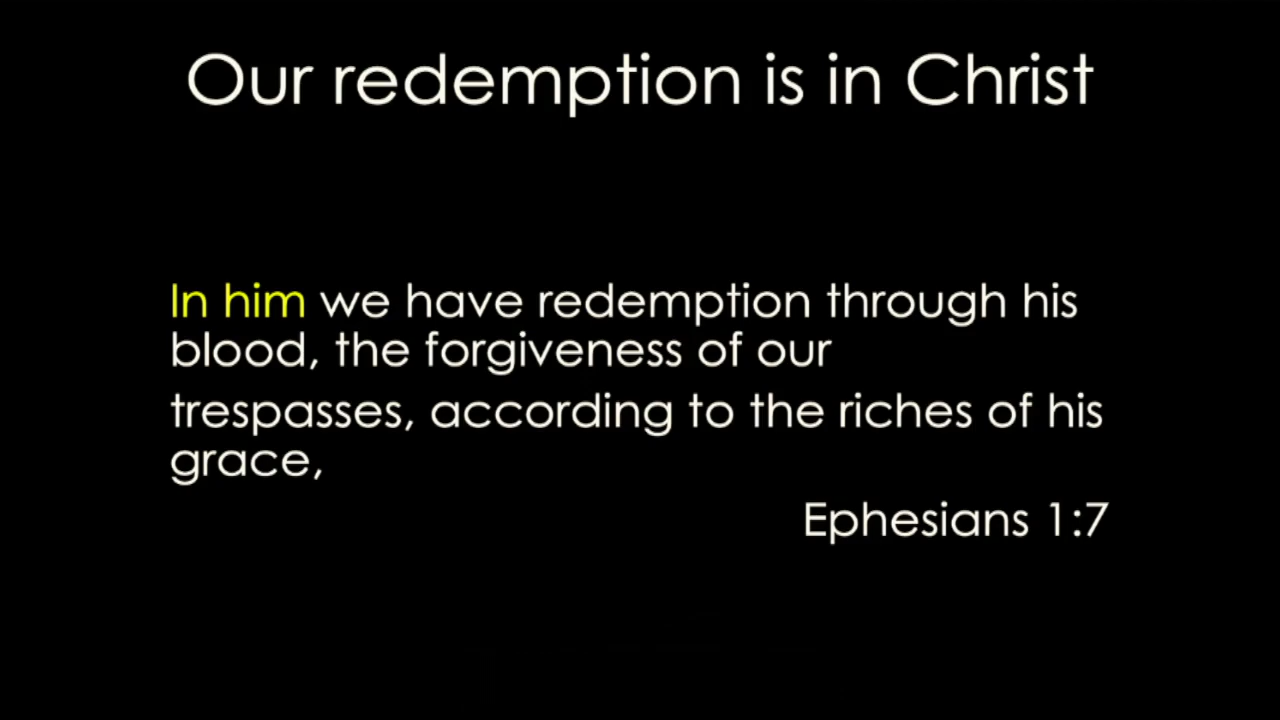 Our redemption is in Christ
In him we have redemption through his
blood, the forgiveness of our
trespasses, according to the riches of his
grace,
Ephesians 1:7